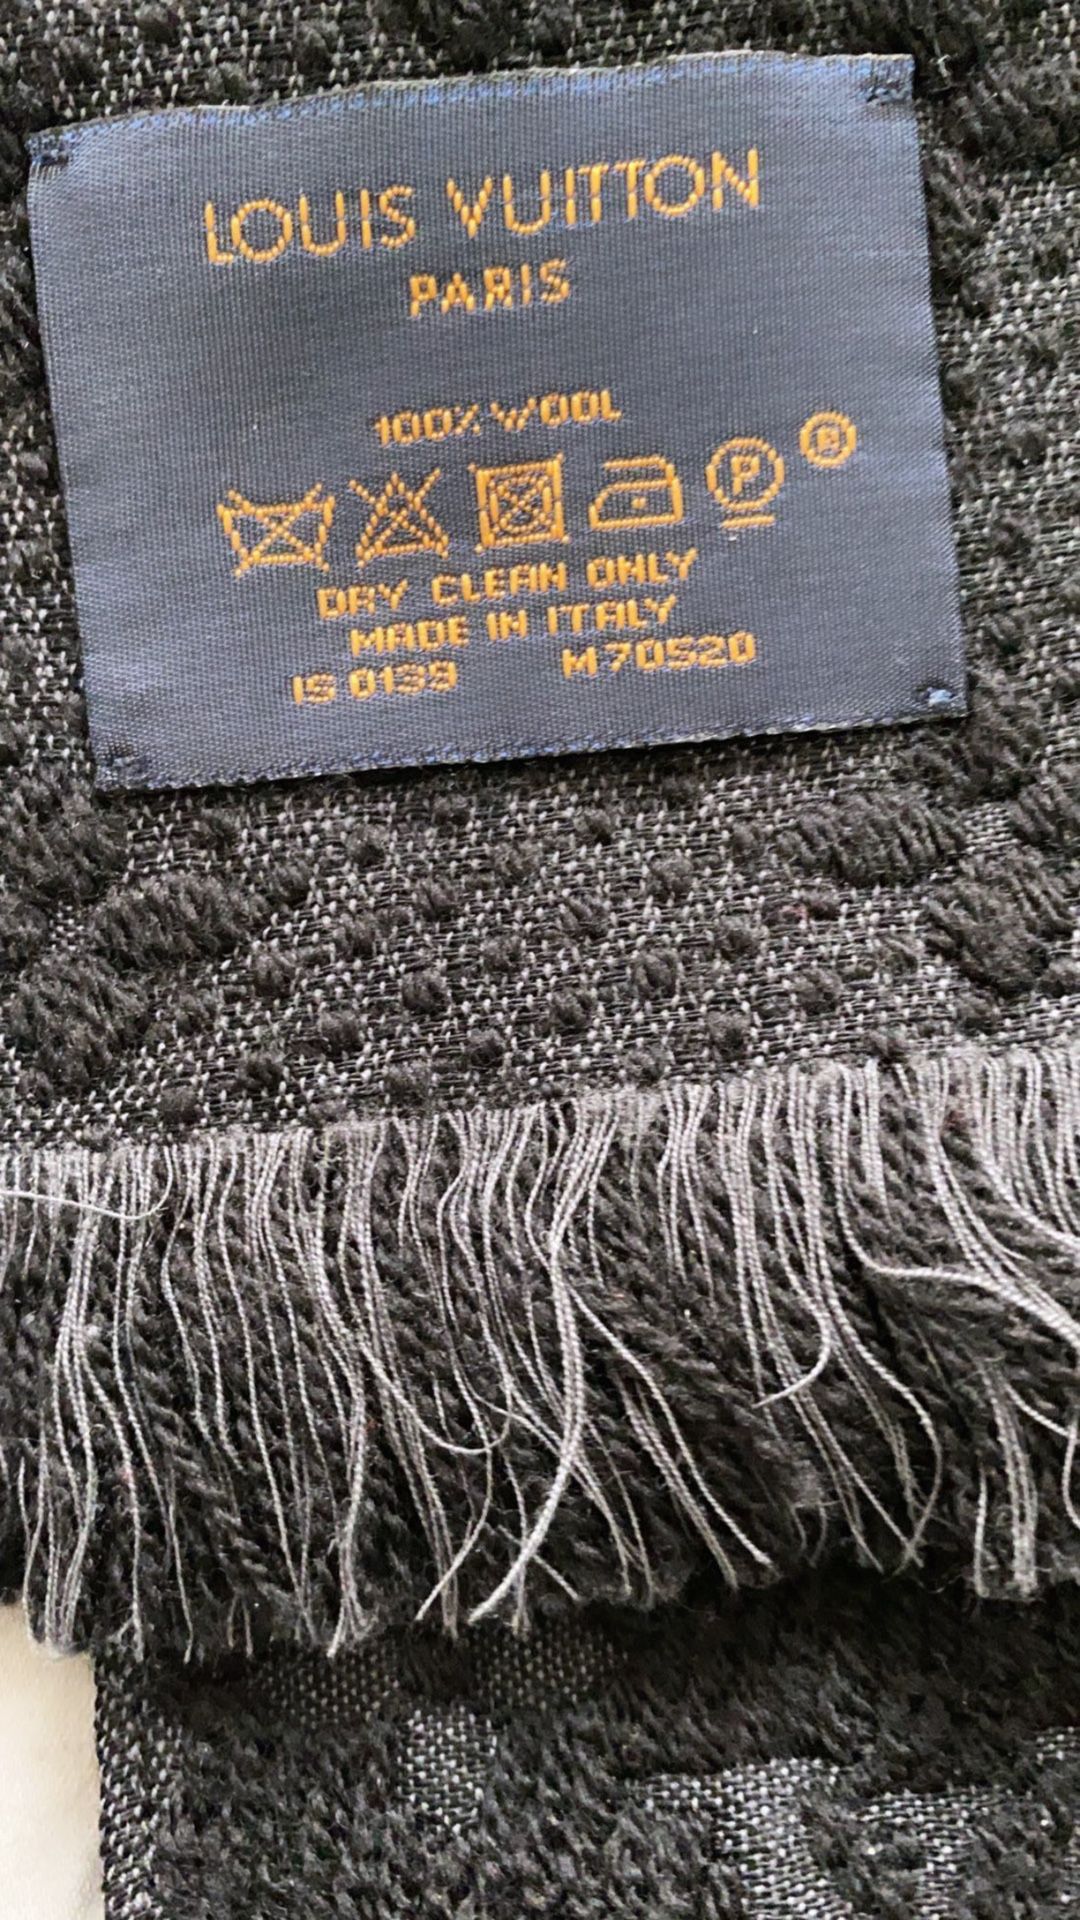 LOUIS VUITTON
PARIS
100% WOOL
P ®
DRY CLEAN ONLY
MADE IN ITALY
IS 0139 M70520